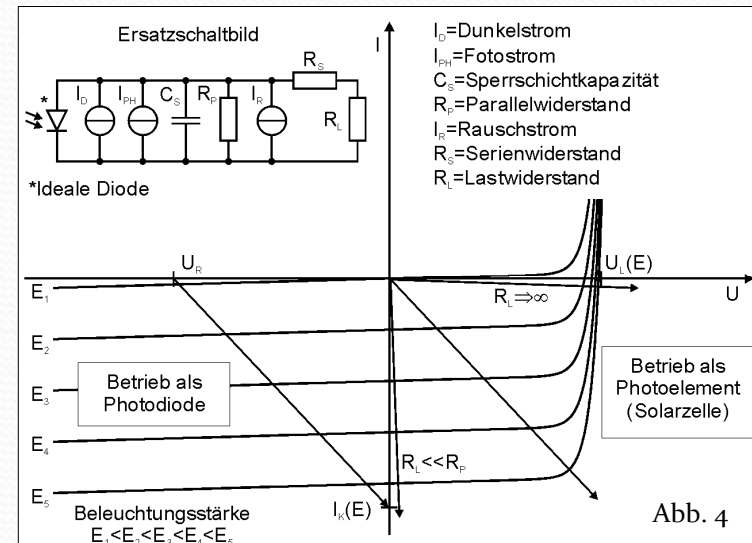 Ersatzschaltbild
I_D
I_PH
C_S
R_P
I_R
R_S
R_L
*
*Ideale Diode
I
I_D=Dunkelstrom
I_PH=Fotostrom
C_S=Sperrschichtkapazität
R_P=Parallelwiderstand
I_R=Rauschstrom
R_S=Serienwiderstand
R_L=Lastwiderstand
U_R
U_L(E)
U
R_L⇒∞
E_1
E_2
E_3
E_4
E_5
Betrieb als
Photodiode
Betrieb als
Photoelement
(Solarzelle)
R_L<<R_P
I_K(E)
Beleuchtungsstärke
E_1<E_2<E_3<E_4<E_5
Abb. 4